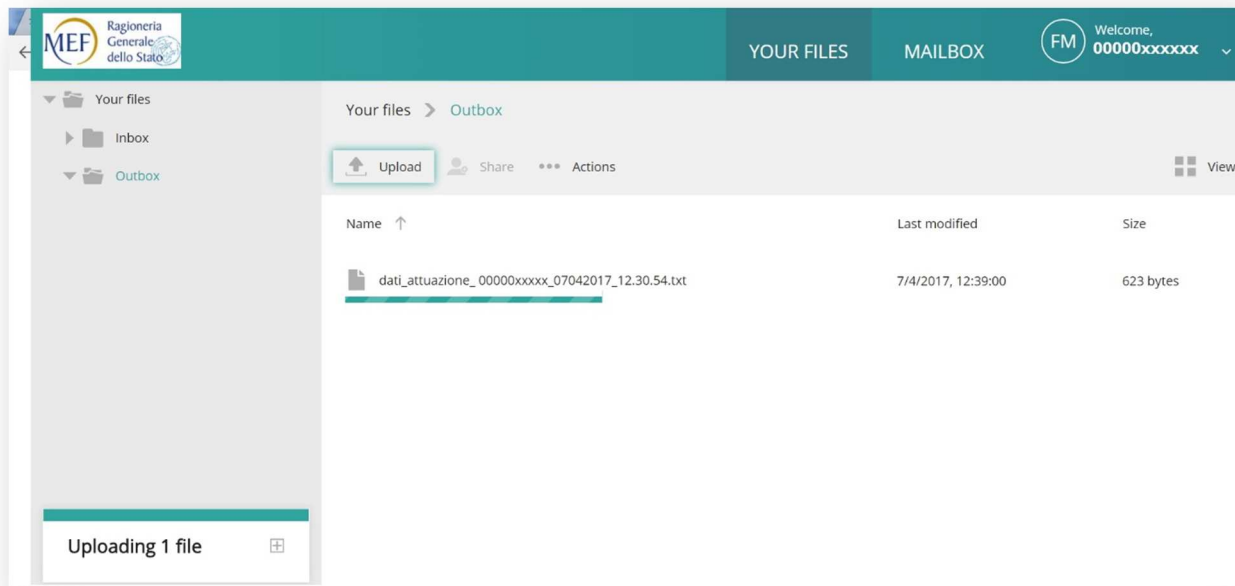 MEF
Ragioneria
Generale
dello Stato
YOUR FILES
MAILBOX
FM
Welcome,
00000xxxxxx
Your files
Inbox
Outbox
Your files > Outbox
Upload
Share
Actions
View
Name
Last modified
Size
dati_attuazione_ 00000xxxxx_07042017_12.30.54.txt
7/4/2017, 12:39:00
623 bytes
Uploading 1 file